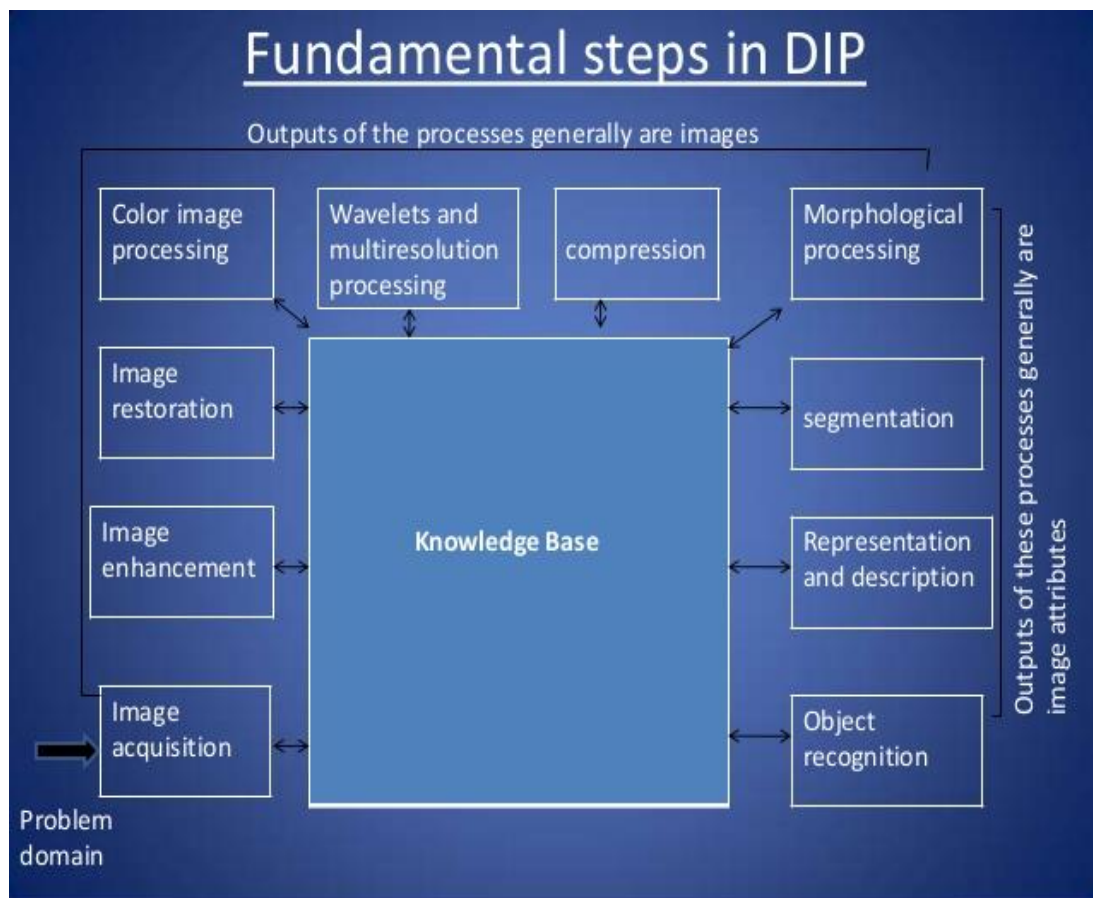 Fundamental steps in DIP
Outputs of the processes generally are images
Color image
processing
Wavelets and
multiresolution
processing
compression
Morphological
processing
Image
restoration
segmentation
Image
enhancement
Knowledge Base
Representation
and description
Image
acquisition
Object
recognition
Problem
domain
Outputs of these processes generally are
image attributes